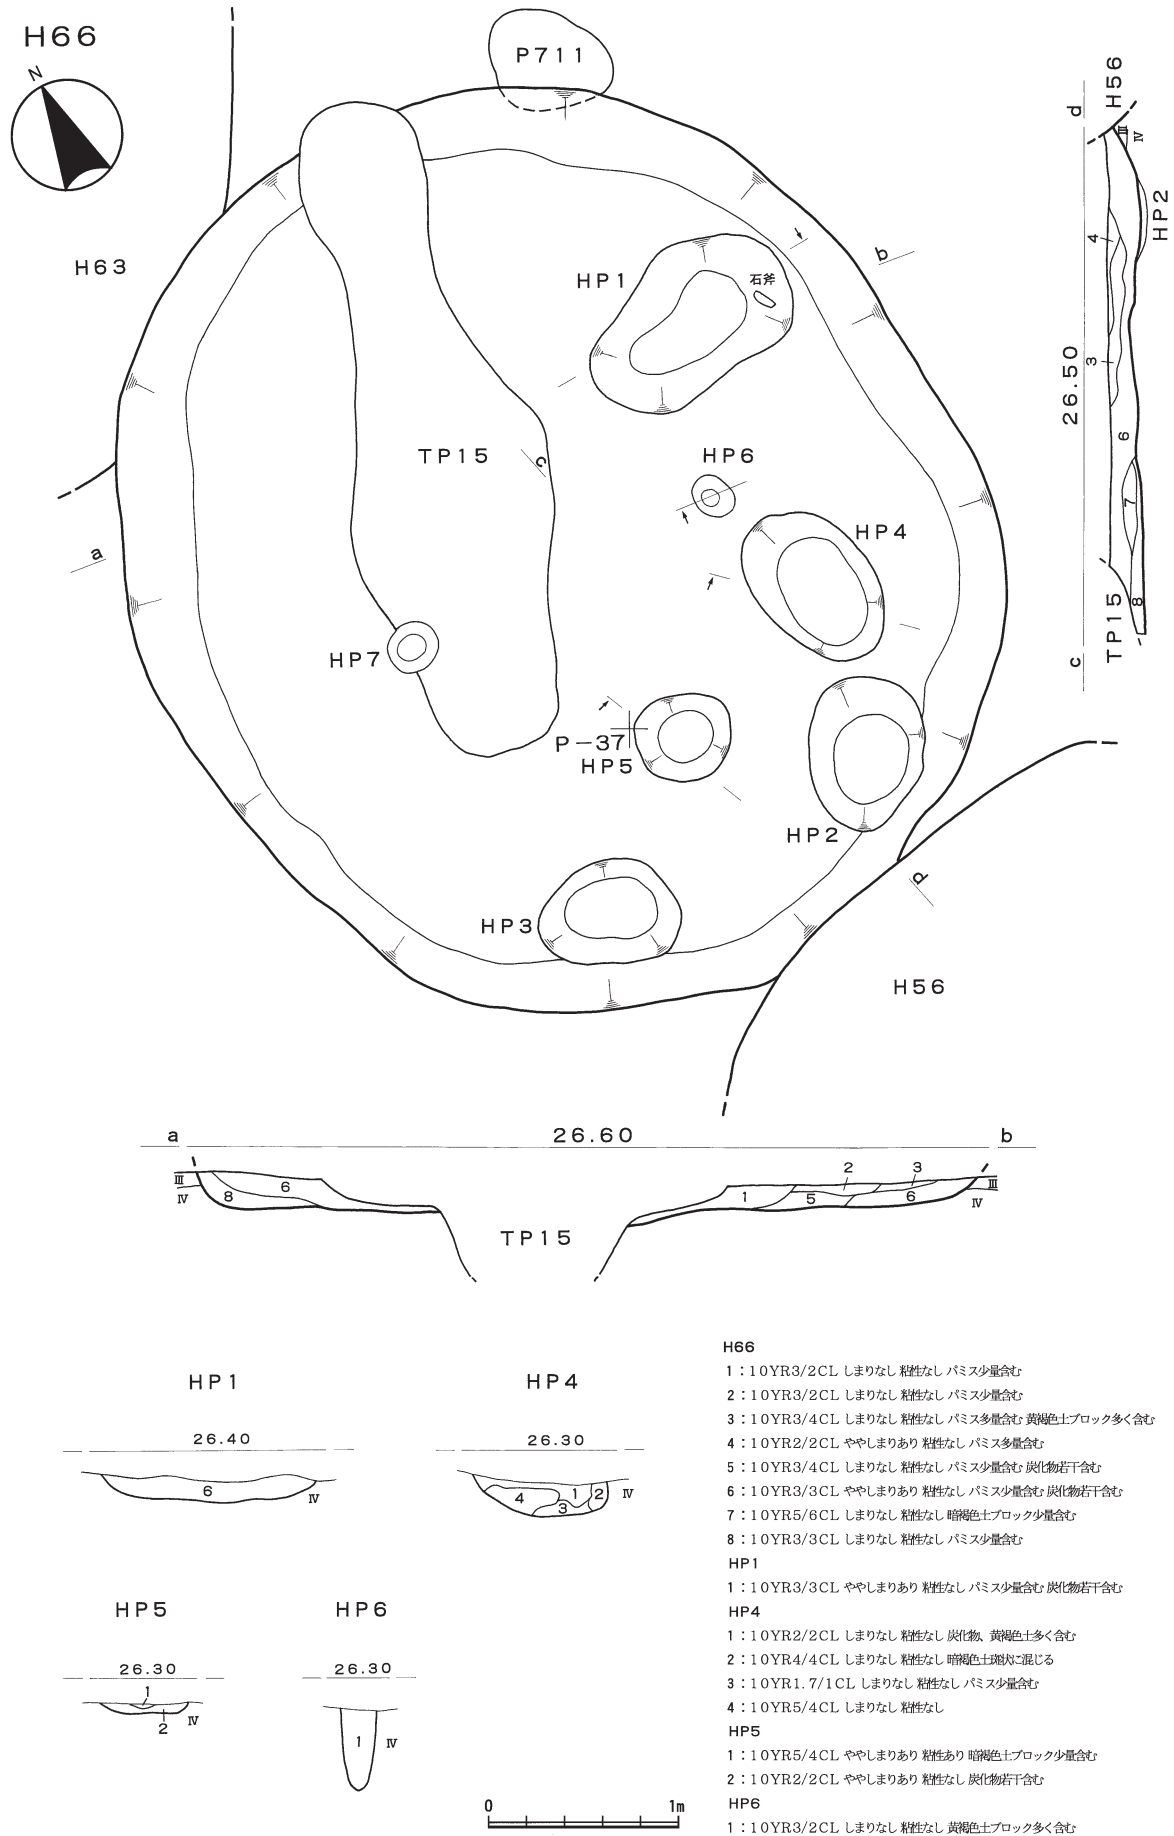 H66
N
P711
H63
HP1
石斧
b
TP15
c
HP6
HP4
a
HP7
P-37
HP5
HP2
HP3
d
H56
d
H56
Ⅲ
Ⅳ
HP2
4
3
26.50
6
7
8
TP15
c
a
26.60
b
Ⅲ
Ⅳ
8
6
TP15
1
2
5
3
6
Ⅲ
Ⅳ
HP1
26.40
6
Ⅳ
HP4
26.30
4
1
2
3
Ⅳ
HP5
26.30
1
2
Ⅳ
HP6
26.30
1
Ⅳ
0 1m
H66
1:10YR3/2CL しまりなし 粘性なし パミス少量含む
2:10YR3/2CL しまりなし 粘性なし パミス少量含む
3:10YR3/4CL しまりなし 粘性なし パミス多量含む 黄褐色土ブロック多く含む
4:10YR2/2CL ややしまりあり 粘性なし パミス多量含む
5:10YR3/4CL しまりなし 粘性なし パミス少量含む 炭化物若干含む
6:10YR3/3CL ややしまりあり 粘性なし パミス少量含む 炭化物若干含む
7:10YR5/6CL しまりなし 粘性なし 暗褐色土ブロック少量含む
8:10YR3/3CL しまりなし 粘性なし パミス少量含む
HP1
1:10YR3/3CL ややしまりあり 粘性なし パミス少量含む 炭化物若干含む
HP4
1:10YR2/2CL しまりなし 粘性なし 炭化物、黄褐色土多く含む
2:10YR4/4CL しまりなし 粘性なし 暗褐色土斑状に混じる
3:10YR1.7/1CL しまりなし 粘性なし パミス少量含む
4:10YR5/4CL しまりなし 粘性なし
HP5
1:10YR5/4CL ややしまりあり 粘性あり 暗褐色土ブロック少量含む
2:10YR2/2CL ややしまりあり 粘性なし 炭化物若干含む
HP6
1:10YR3/2CL しまりなし 粘性なし 黄褐色土ブロック多く含む